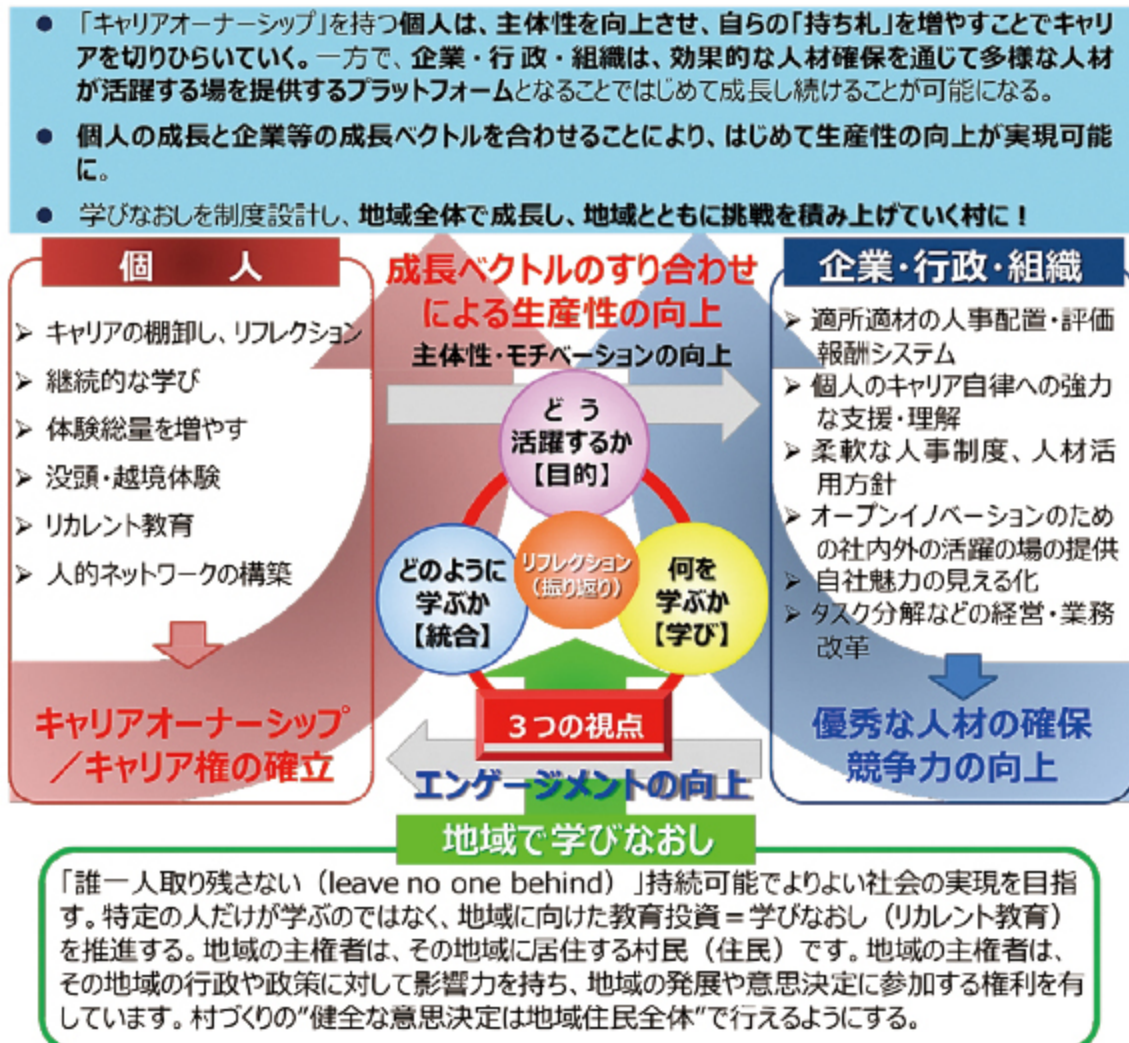 ● 「キャリアオーナーシップ」を持つ個人は、主体性を向上させ、自らの「持ち札」を増やすことでキャリ
アを切りひらいていく。一方で、企業・行政・組織は、効果的な人材確保を通じて多様な人材
が活躍する場を提供するプラットフォームとなることではじめて成長し続けることが可能になる。
● 個人の成長と企業等の成長ベクトルを合わせることにより、はじめて生産性の向上が実現可能
に。
● 学びなおしを制度設計し、地域全体で成長し、地域とともに挑戦を積み上げていく村に！
個 人
➢ キャリアの棚卸し、リフレクション
➢ 継続的な学び
➢ 体験総量を増やす
➢ 没頭・越境体験
➢ リカレント教育
➢ 人的ネットワークの構築
キャリアオーナーシップ
／キャリア権の確立
成長ベクトルのすり合わせ
による生産性の向上
主体性・モチベーションの向上
どう
活躍するか
【目的】
どのように
学ぶか
【統合】
リフレクション
（振り返り）
何を
学ぶか
【学び】
３つの視点
エンゲージメントの向上
企業・行政・組織
➢ 適所適材の人事配置・評価
報酬システム
➢ 個人のキャリア自律への強力
な支援・理解
➢ 柔軟な人事制度、人材活
用方針
➢ オープンイノベーションのため
の社内外の活躍の場の提供
➢ 自社魅力の見える化
➢ タスク分解などの経営・業務
改革
優秀な人材の確保
競争力の向上
地域で学びなおし
「誰一人取り残さない（leave no one behind）」持続可能でよりよい社会の実現を目指
す。特定の人だけが学ぶのではなく、地域に向けた教育投資＝学びなおし（リカレント教育）
を推進する。地域の主権者は、その地域に居住する村民（住民）です。地域の主権者は、
その地域の行政や政策に対して影響力を持ち、地域の発展や意思決定に参加する権利を有
しています。村づくりの"健全な意思決定は地域住民全体"で行えるようにする。